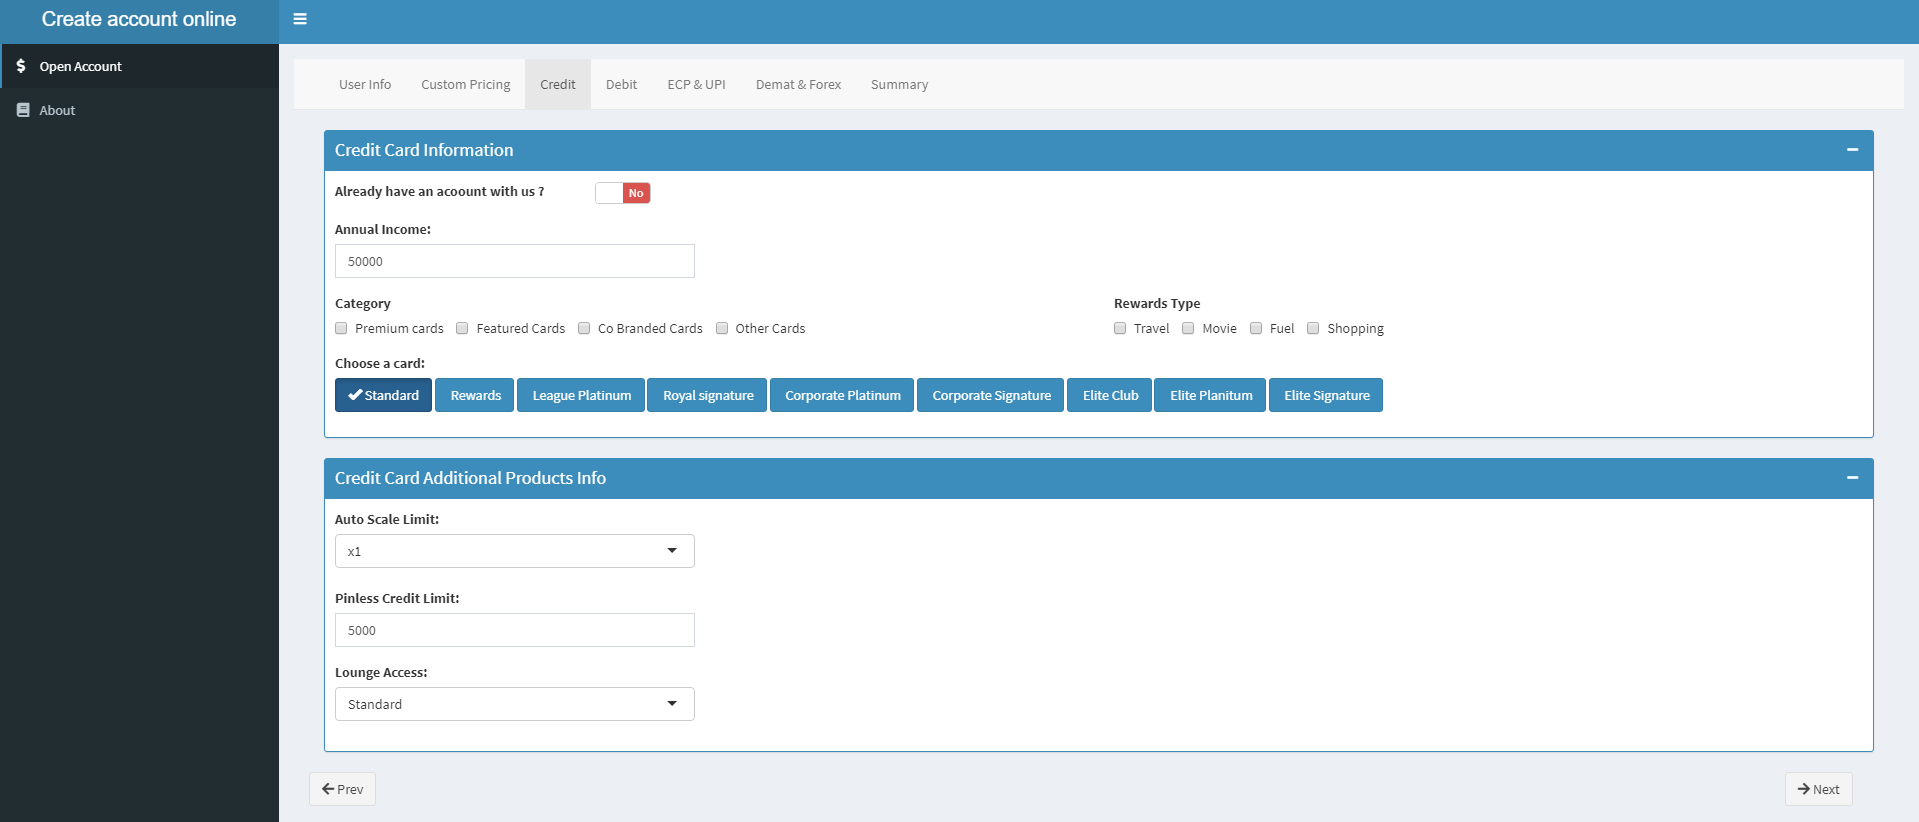 Create account online
Open Account
About
User Info Custom Pricing Credit Debit ECP & UPI Demat & Forex Summary
Credit Card Information
Already have an acoount with us ? No
Annual Income:
50000
Category Rewards Type
Premium cards Featured Cards Co Branded Cards Other Cards Travel Movie Fuel Shopping
Choose a card:
Standard Rewards League Platinum Royal signature Corporate Platinum Corporate Signature Elite Club Elite Planitum Elite Signature
Credit Card Additional Products Info
Auto Scale Limit:
x1
Pinless Credit Limit:
5000
Lounge Access:
Standard
Prev Next